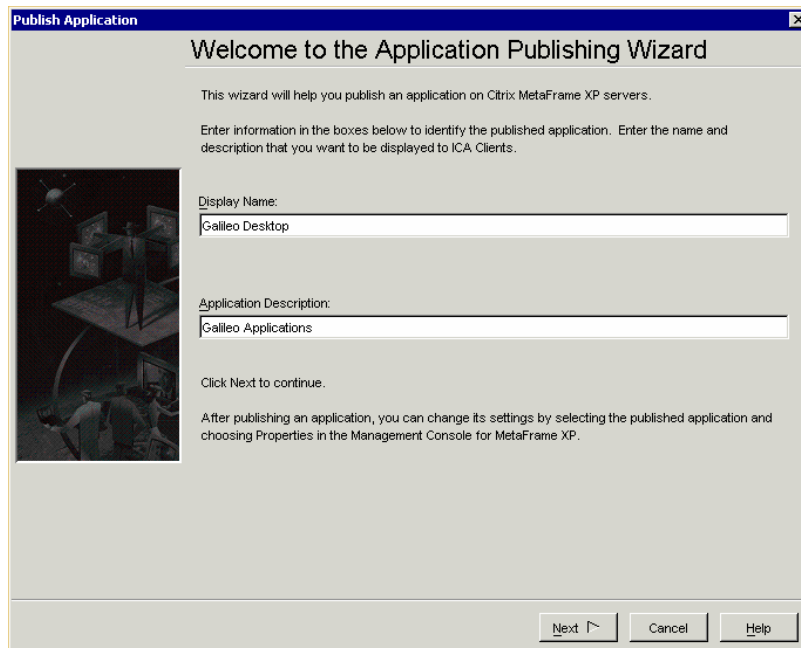 Publish Application
Welcome to the Application Publishing Wizard
This wizard will help you publish an application on Citrix MetaFrame XP servers.
Enter information in the boxes below to identify the published application. Enter the name and
description that you want to be displayed to ICA Clients.
Display Name:
Galileo Desktop
Application Description:
Galileo Applications
Click Next to continue.
After publishing an application, you can change its settings by selecting the published application and
choosing Properties in the Management Console for MetaFrame XP.
Next
Cancel
Help